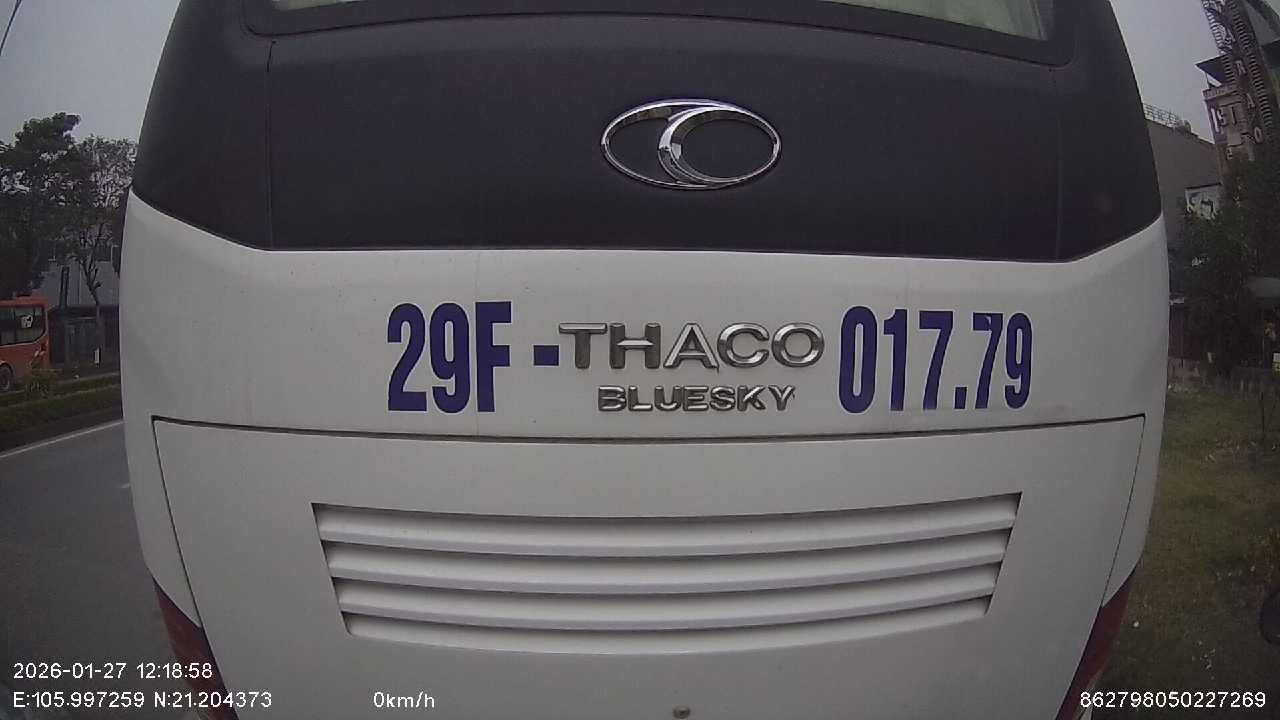 29F - THACO 017.79
BLUESKY
2026-01-27 12:18:58
E:105.997259 N:21.204373 0km/h 862798050227269